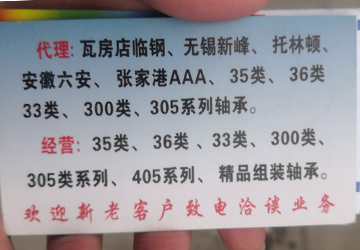 代理: 瓦房店临钢、无锡新峰、托林顿、
安徽六安、张家港AAA、35类、36类
33类、300类、305系列轴承。
经营: 35类、36类、33类、300类、
305类系列、405系列、精品组装轴承。
欢迎新老客户致电洽谈业务